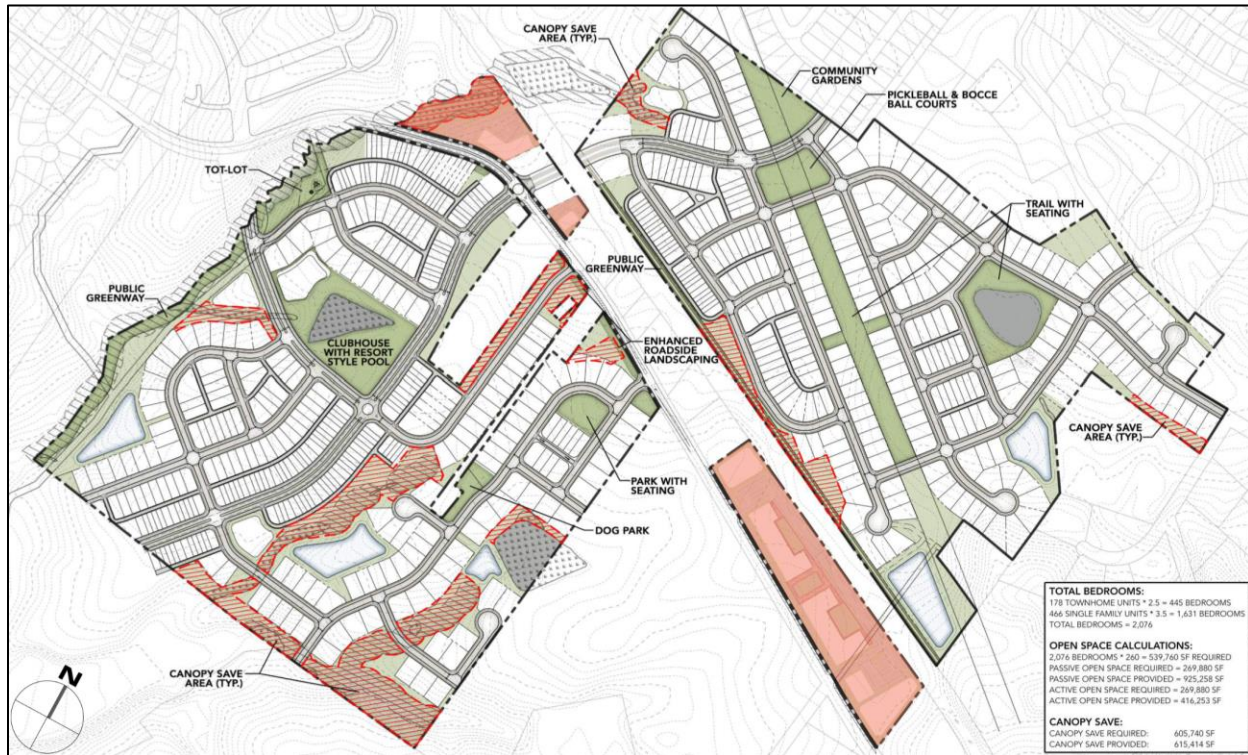 CANOPY SAVE
AREA (TYP.)
COMMUNITY
GARDENS
PICKLEBALL & BOCCE
BALL COURTS
TOT-LOT
TRAIL WITH
SEATING
PUBLIC
GREENWAY
PUBLIC
GREENWAY
CLUBHOUSE
WITH RESORT
STYLE POOL
ENHANCED
ROADSIDE
LANDSCAPING
CANOPY SAVE
AREA (TYP.)
PARK WITH
SEATING
DOG PARK
CANOPY SAVE
AREA (TYP.)
N
TOTAL BEDROOMS:
178 TOWNHOME UNITS * 2.5 = 445 BEDROOMS
466 SINGLE FAMILY UNITS * 3.5 = 1,631 BEDROOMS
TOTAL BEDROOMS = 2,076
OPEN SPACE CALCULATIONS:
2,076 BEDROOMS * 260 = 539,760 SF REQUIRED
PASSIVE OPEN SPACE REQUIRED = 269,880 SF
PASSIVE OPEN SPACE PROVIDED = 925,258 SF
ACTIVE OPEN SPACE REQUIRED = 269,880 SF
ACTIVE OPEN SPACE PROVIDED = 416,253 SF
CANOPY SAVE:
CANOPY SAVE REQUIRED: 605,740 SF
CANOPY SAVE PROVIDED: 615,414 SF